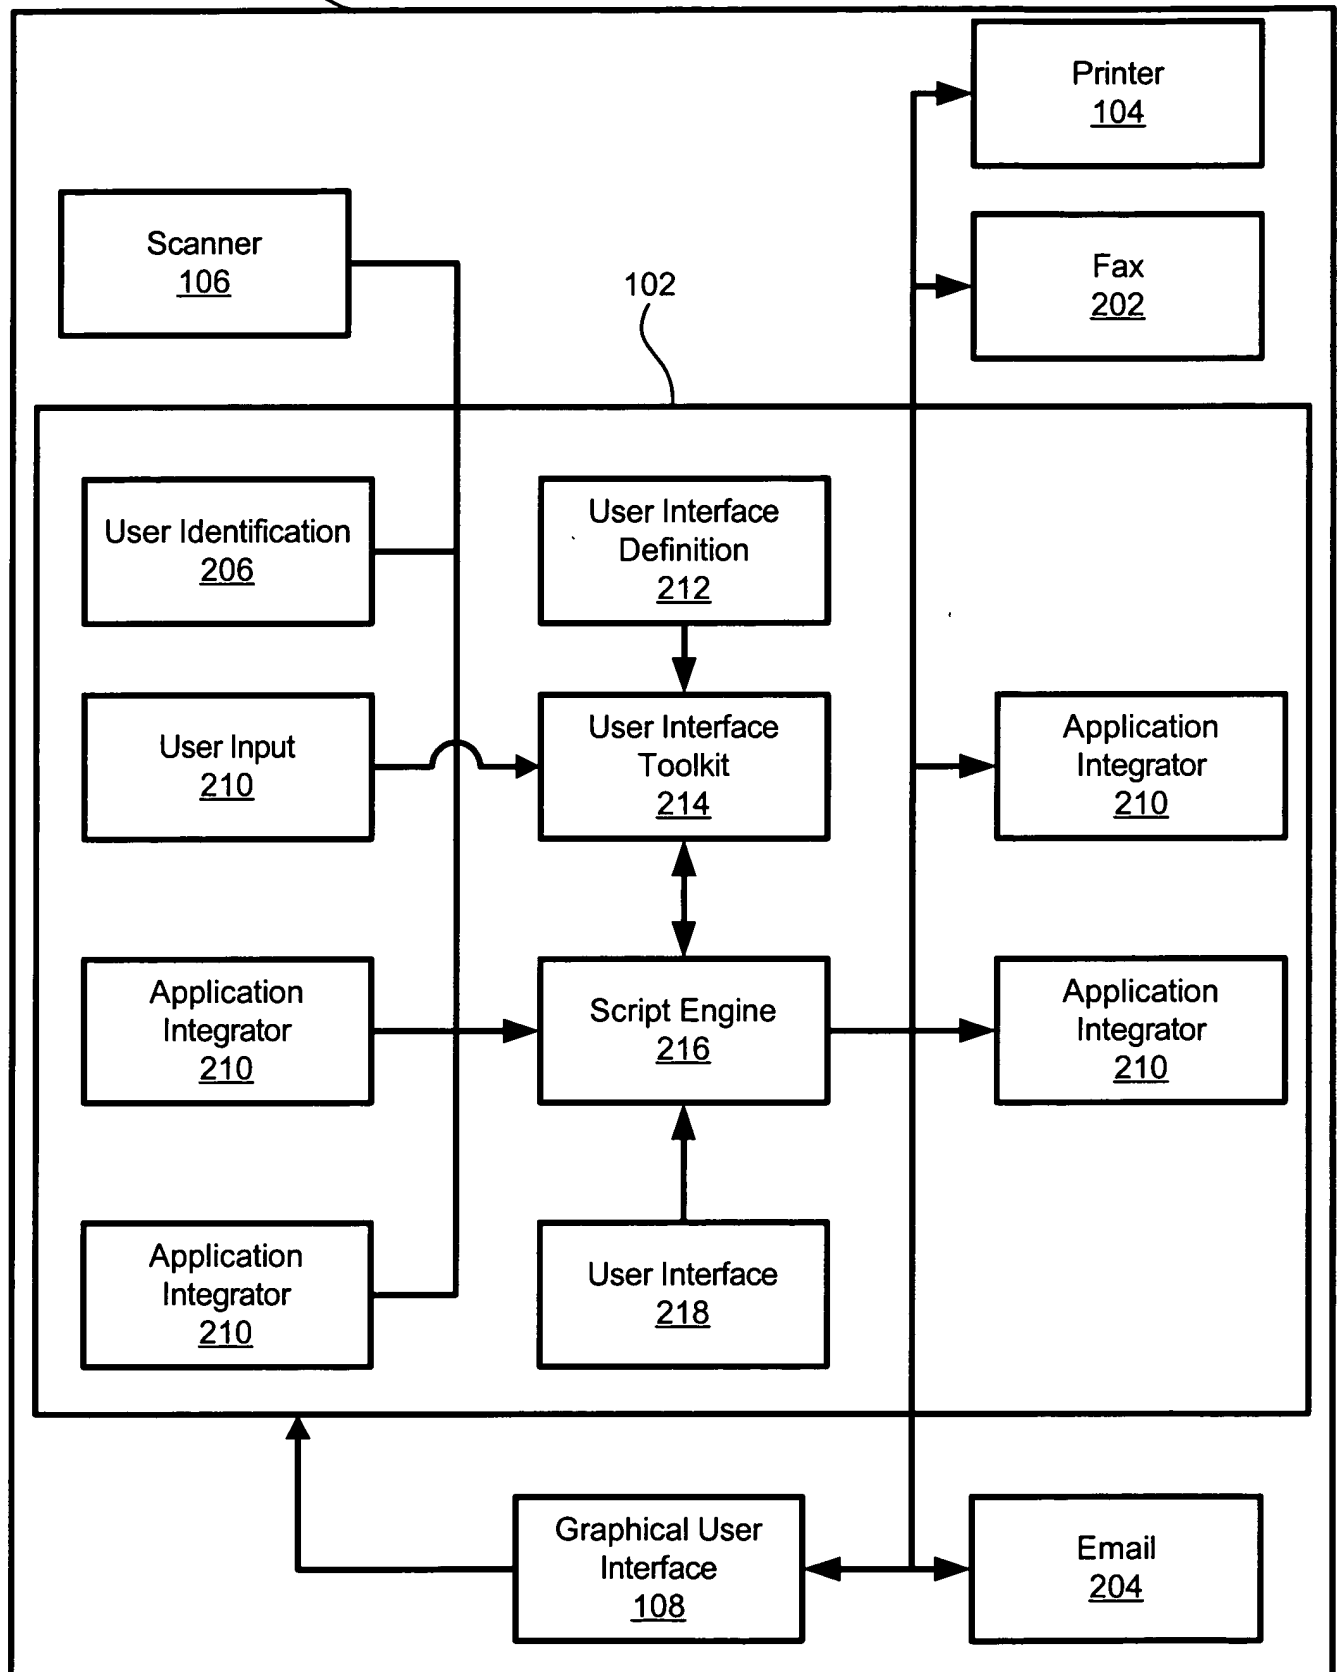 Printer
104
Scanner
106
Fax
202
102
User Identification
206
User Interface
Definition
212
User Input
210
User Interface
Toolkit
214
Application
Integrator
210
Application
Integrator
210
Script Engine
216
Application
Integrator
210
Application
Integrator
210
User Interface
218
Graphical User
Interface
108
Email
204